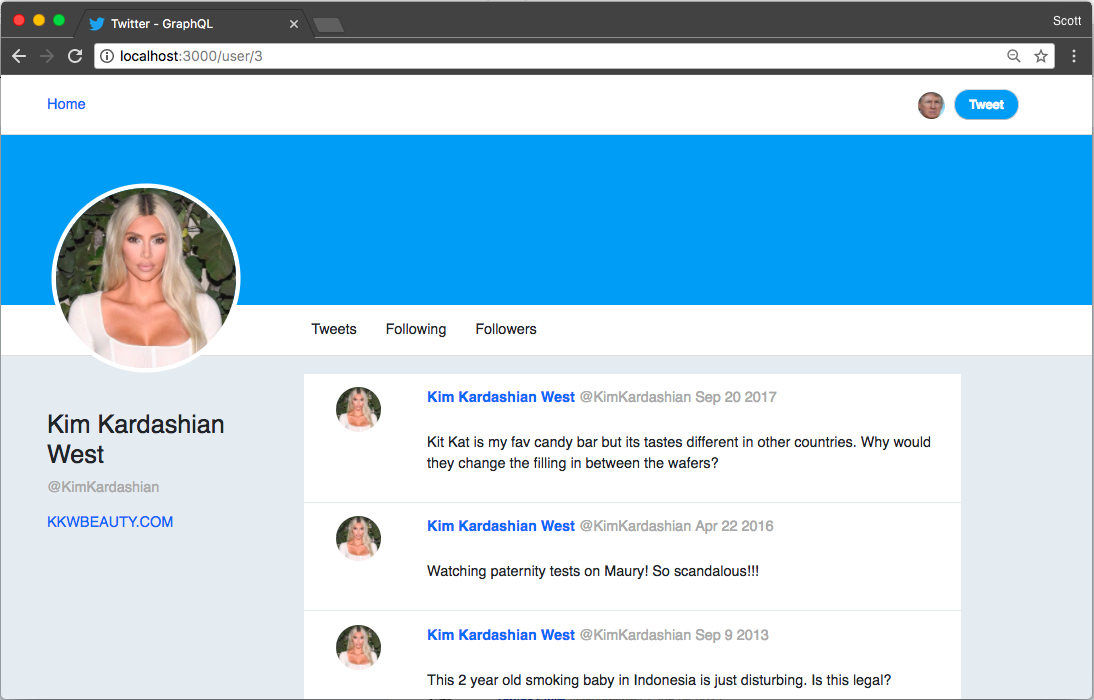 Twitter - GraphQL
Scott
localhost:3000/user/3
Home
Tweet
Tweets Following Followers
Kim Kardashian
West
@KimKardashian
KKWBEAUTY.COM
Kim Kardashian West @KimKardashian Sep 20 2017
Kit Kat is my fav candy bar but its tastes different in other countries. Why would
they change the filling in between the wafers?
Kim Kardashian West @KimKardashian Apr 22 2016
Watching paternity tests on Maury! So scandalous!!!
Kim Kardashian West @KimKardashian Sep 9 2013
This 2 year old smoking baby in Indonesia is just disturbing. Is this legal?